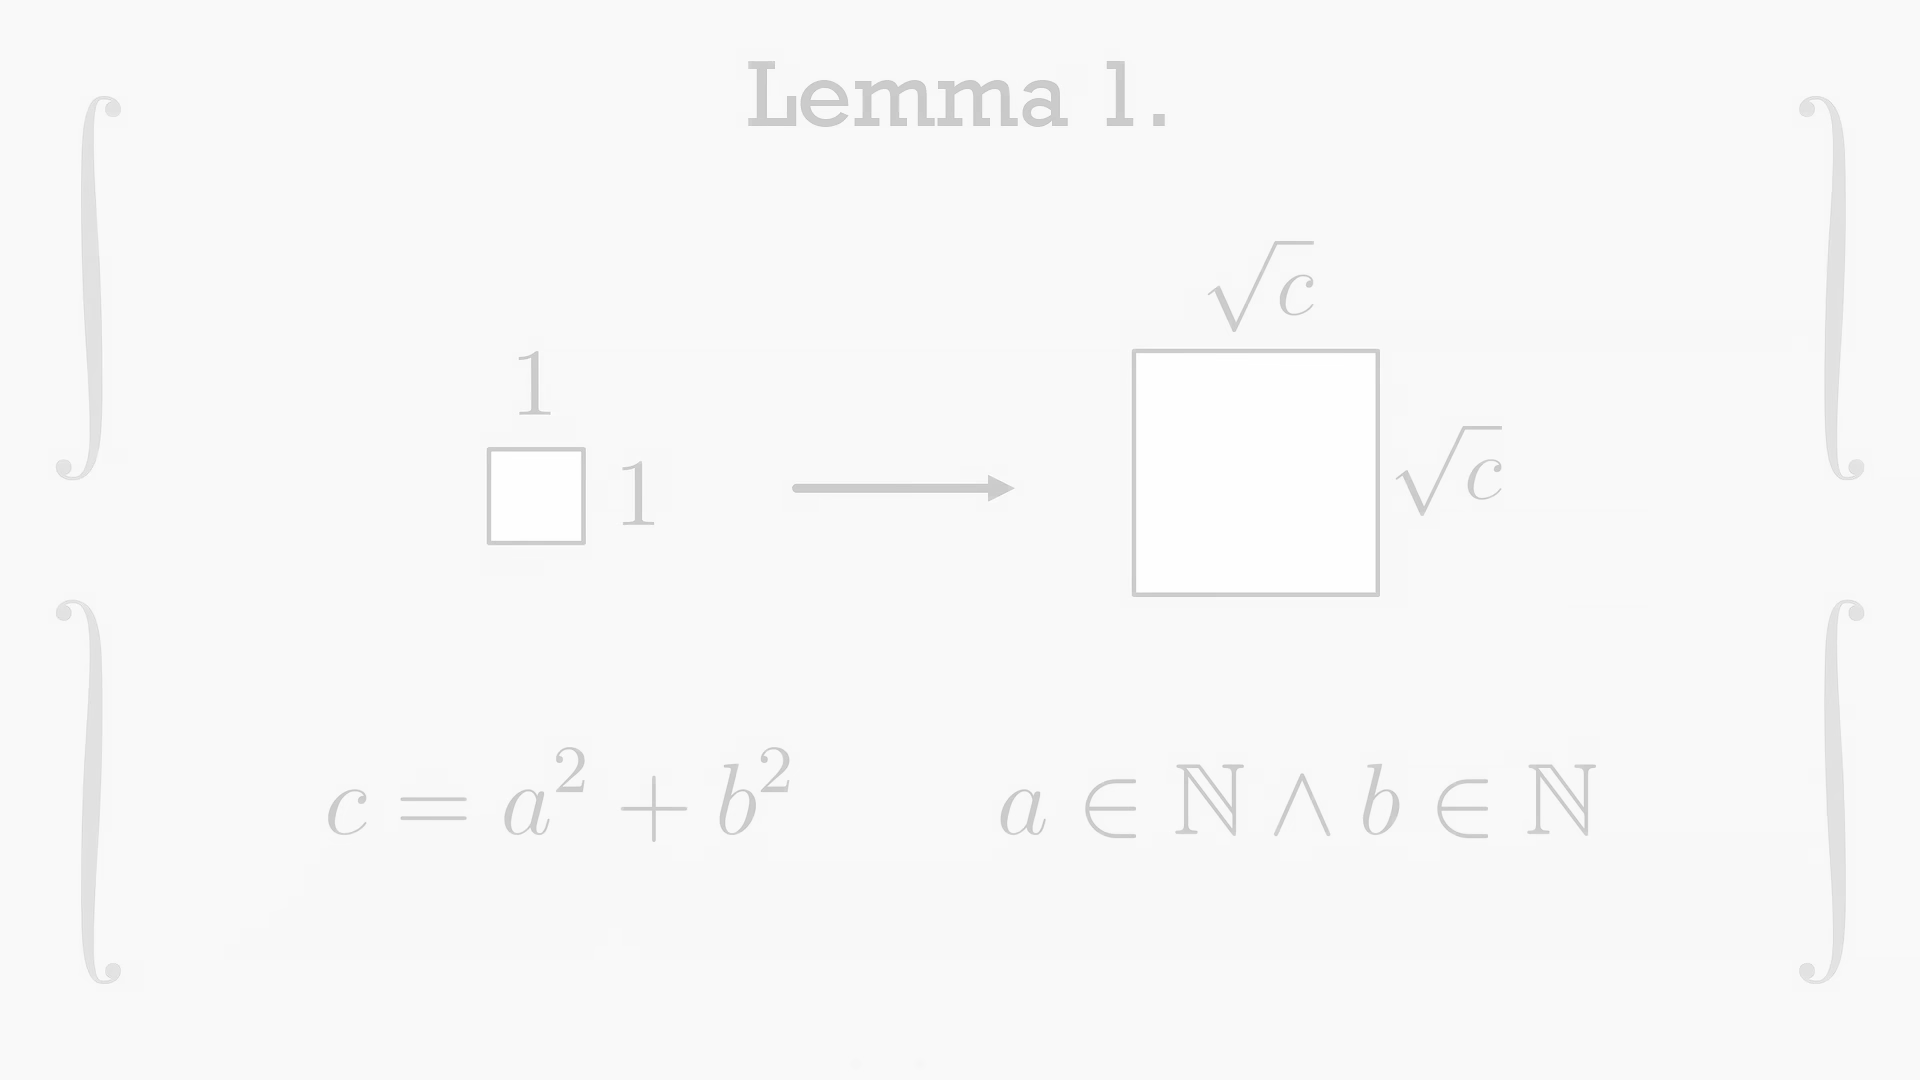 Lemma 1.
√c
1
1
√c
c = a² + b²
a ∈ ℕ ∧ b ∈ ℕ